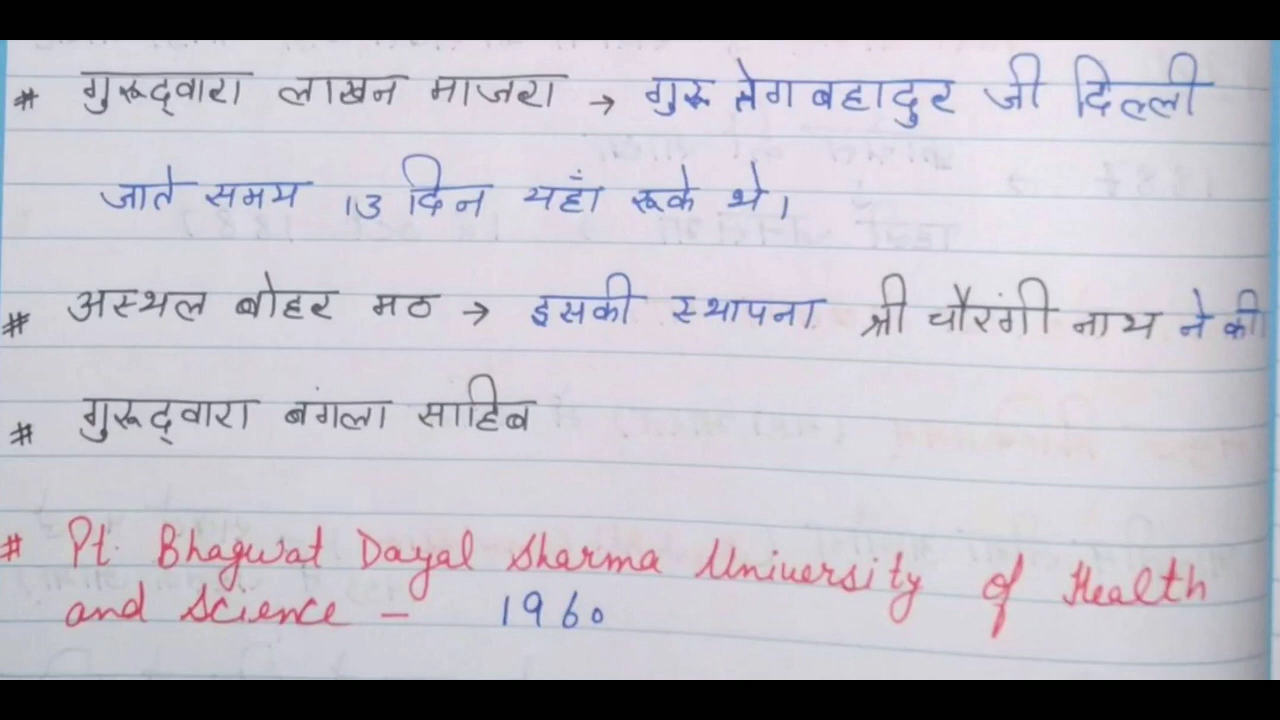 # गुरूद्वारा लाखन माजरा → गुरू तेग बहादुर जी दिल्ली
जाते समय 13 दिन यहाँ रूके थे।
# अस्थल बोहर मठ → इसकी स्थापना श्री चौरंगी नाथ ने की
# गुरूद्वारा बंगला साहिब
# Pt. Bhagwat Dayal Sharma University of Health
and Science - 1960